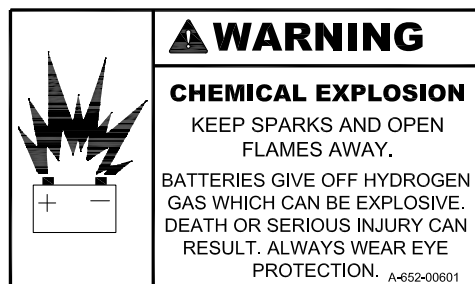 WARNING
CHEMICAL EXPLOSION
KEEP SPARKS AND OPEN
FLAMES AWAY.
BATTERIES GIVE OFF HYDROGEN
GAS WHICH CAN BE EXPLOSIVE.
DEATH OR SERIOUS INJURY CAN
RESULT. ALWAYS WEAR EYE
PROTECTION. A-652-00601